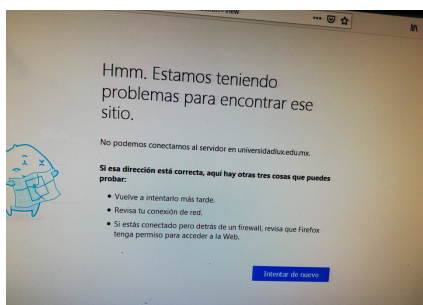 Hmm. Estamos teniendo
problemas para encontrar ese
sitio.
No podemos conectarnos al servidor en universidadlux.edu.mx.
Si esa dirección está correcta, aquí hay otras tres cosas que puedes
probar:
• Vuelve a intentarlo más tarde.
• Revisa tu conexión de red.
• Si estás conectado pero detrás de un firewall, revisa que Firefox
tenga permiso para acceder a la Web.
Intentar de nuevo